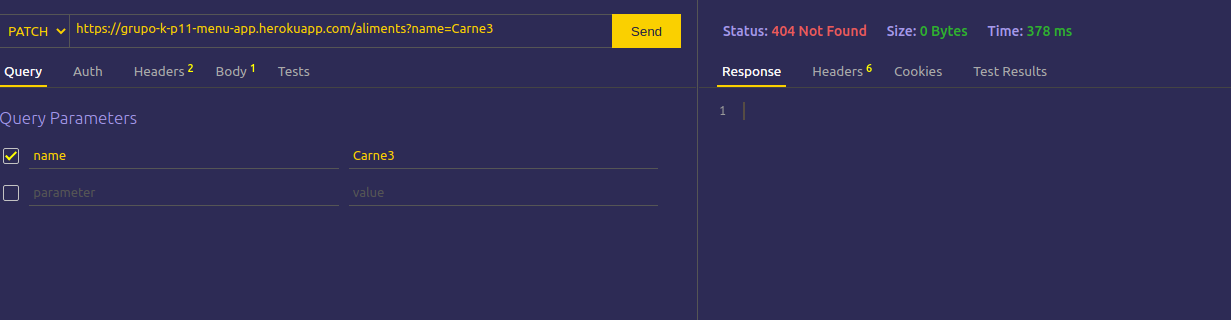 PATCH https://grupo-k-p11-menu-app.herokuapp.com/aliments?name=Carne3 Send
Query Auth Headers 2 Body 1 Tests
Query Parameters
name Carne3
parameter value
Status: 404 Not Found Size: 0 Bytes Time: 378 ms
Response Headers 6 Cookies Test Results
1